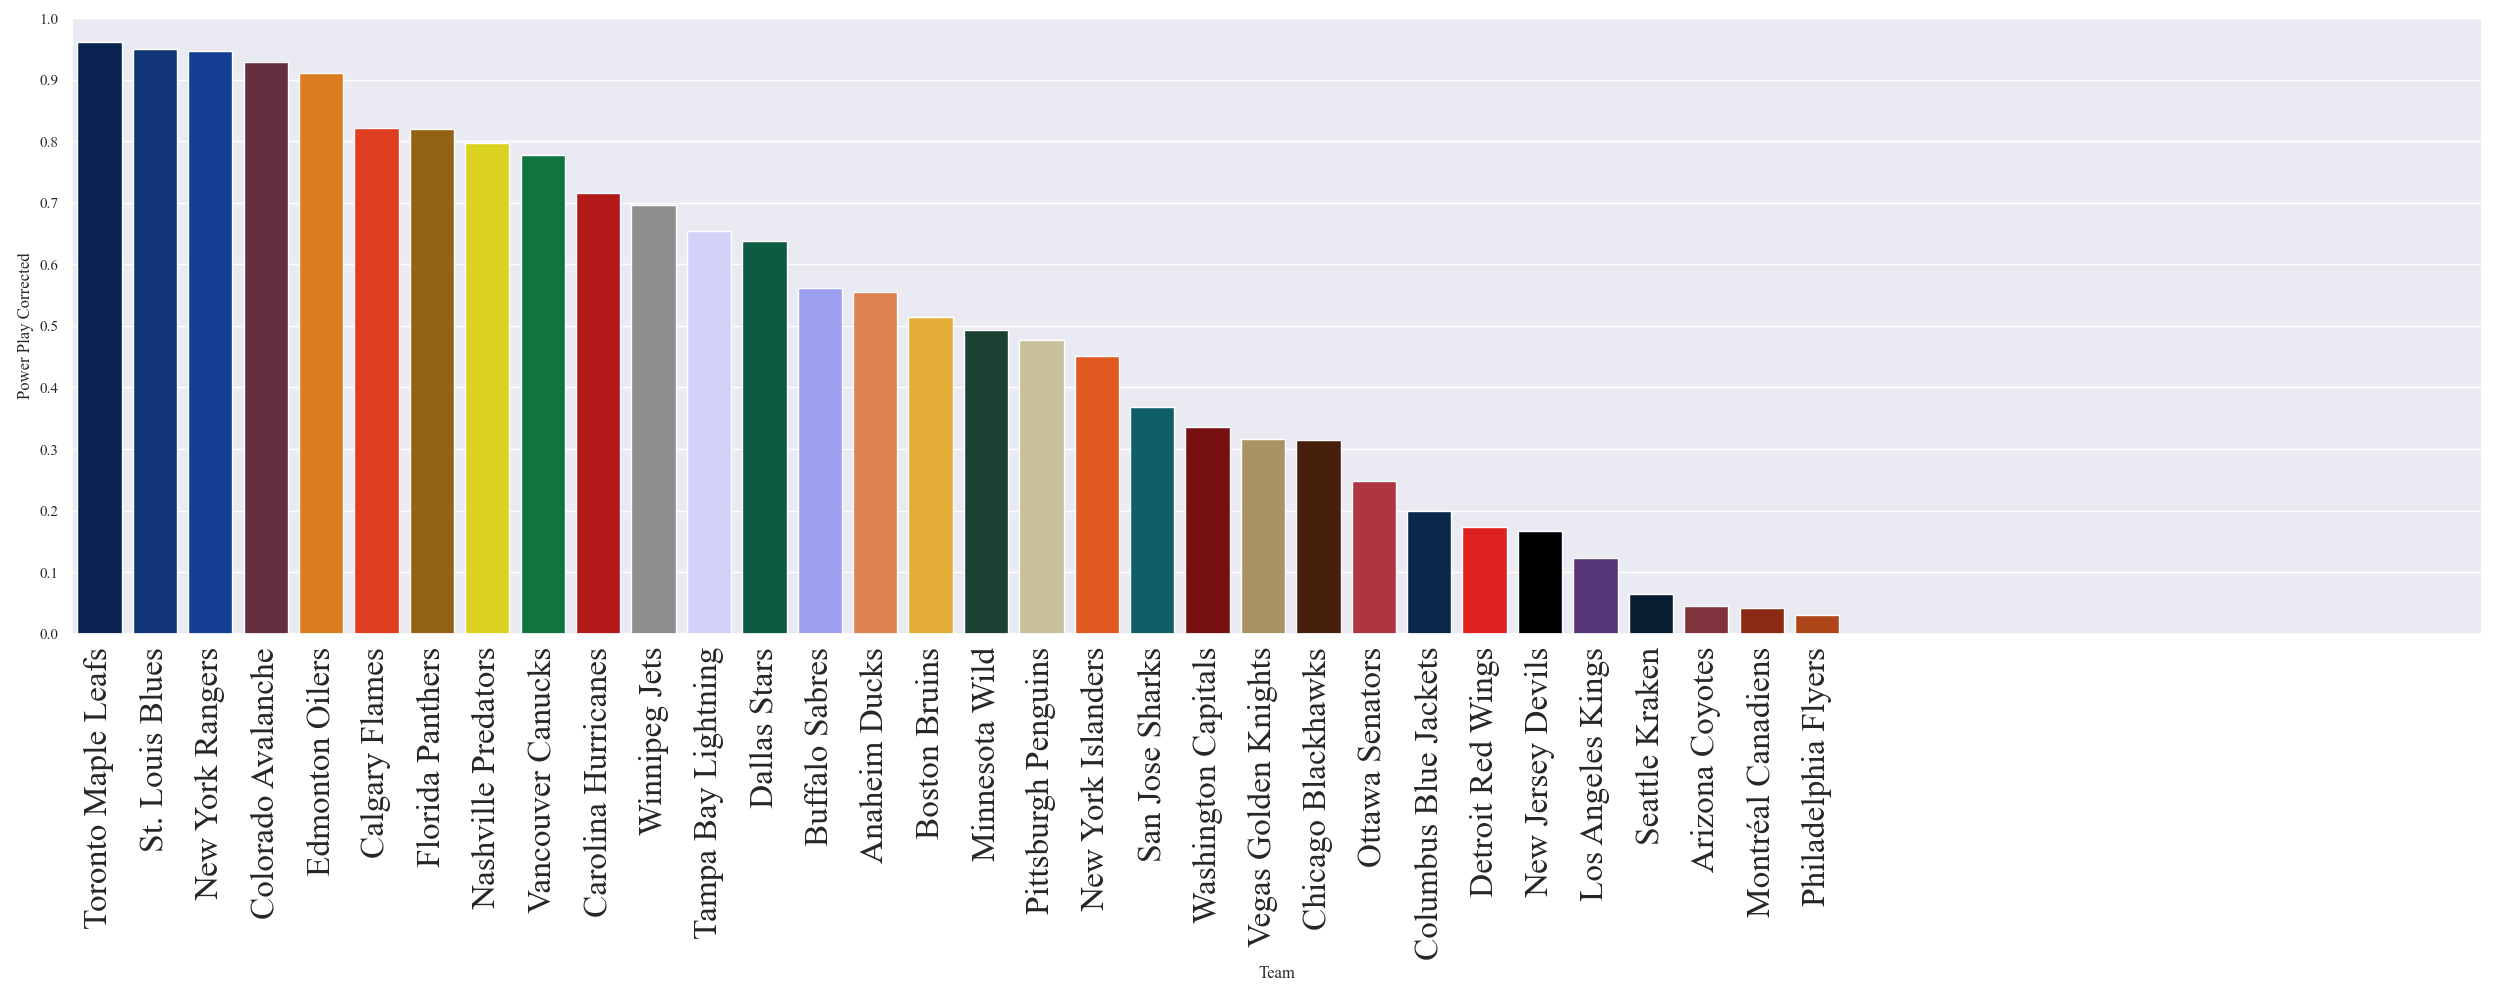 1.0
0.9
0.8
0.7
0.6
0.5
0.4
0.3
0.2
0.1
0.0
Power Play Corrected
Toronto Maple Leafs
St. Louis Blues
New York Rangers
Colorado Avalanche
Edmonton Oilers
Calgary Flames
Florida Panthers
Nashville Predators
Vancouver Canucks
Carolina Hurricanes
Winnipeg Jets
Tampa Bay Lightning
Dallas Stars
Buffalo Sabres
Anaheim Ducks
Boston Bruins
Minnesota Wild
Pittsburgh Penguins
New York Islanders
San Jose Sharks
Washington Capitals
Vegas Golden Knights
Chicago Blackhawks
Ottawa Senators
Columbus Blue Jackets
Detroit Red Wings
New Jersey Devils
Los Angeles Kings
Seattle Kraken
Arizona Coyotes
Montréal Canadiens
Philadelphia Flyers
Team